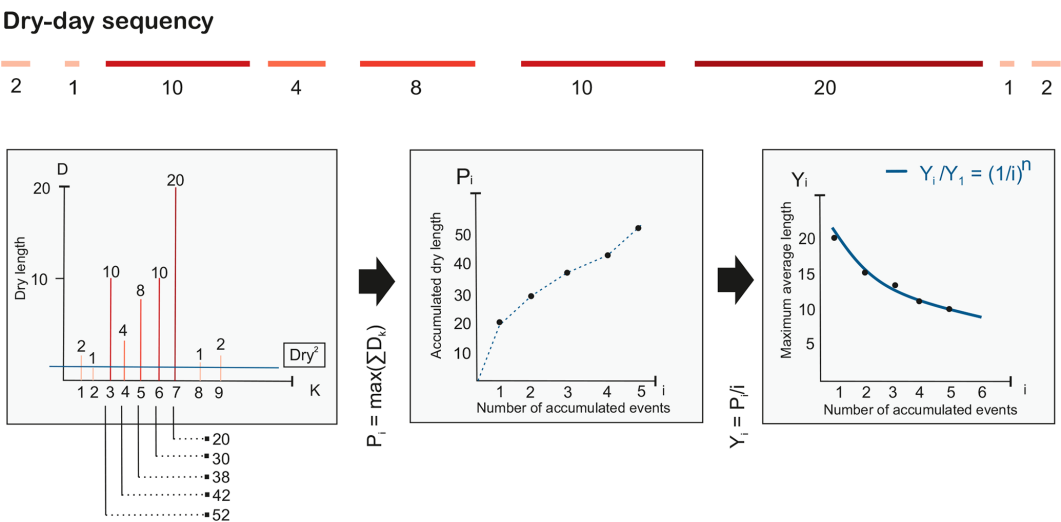 Dry-day sequency
2 1 10 4 8 10 20 1 2
D
20
10
Dry length
2 1 10 4 8 10 20 1 2
Dry²
1 2 3 4 5 6 7 8 9 K
20
30
38
42
52
Pᵢ = max(∑Dₖ)
Pᵢ
50
40
30
20
10
Accumulated dry length
1 2 3 4 5 i
Number of accumulated events
Yᵢ = Pᵢ/i
Yᵢ
Yᵢ/Y₁ = (1/i)ⁿ
20
15
10
5
Maximum average length
1 2 3 4 5 6 i
Number of accumulated events